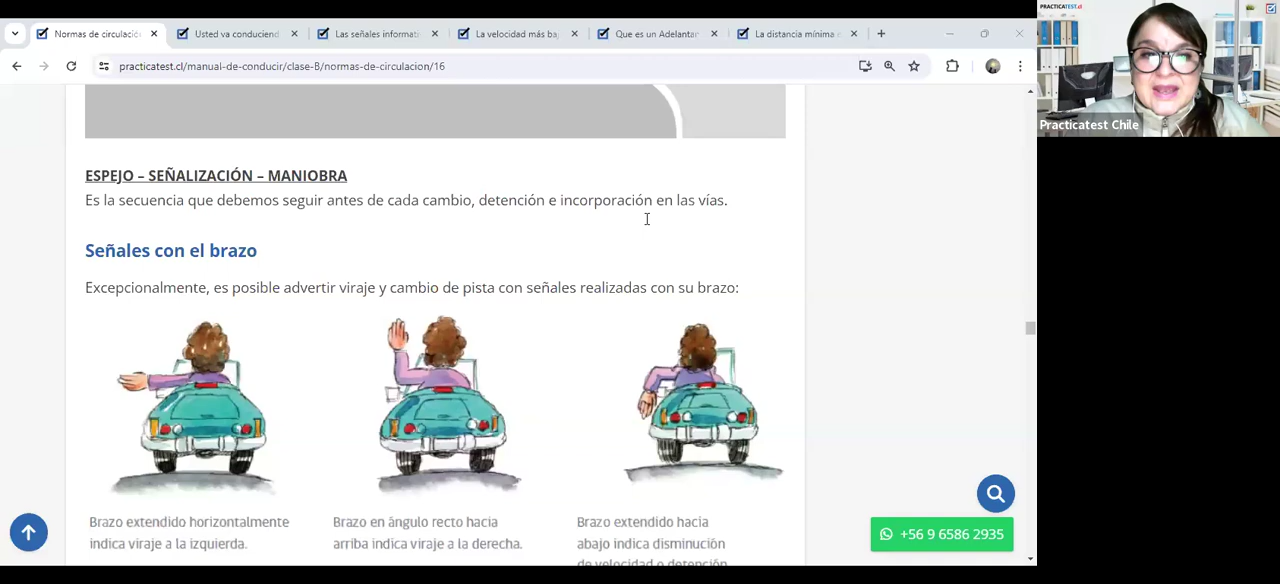 Normas de circulació
Usted va conduciend
Las señales informat
La velocidad más ba
Que es un Adelantar
La distancia mínima e
practicatest.cl/manual-de-conducir/clase-B/normas-de-circulacion/16
PRACTICATEST.cl
Practicatest Chile
ESPEJO – SEÑALIZACIÓN – MANIOBRA
Es la secuencia que debemos seguir antes de cada cambio, detención e incorporación en las vías.
Señales con el brazo
Excepcionalmente, es posible advertir viraje y cambio de pista con señales realizadas con su brazo:
Brazo extendido horizontalmente
indica viraje a la izquierda.
Brazo en ángulo recto hacia
arriba indica viraje a la derecha.
Brazo extendido hacia
abajo indica disminución
de velocidad o detención
+56 9 6586 2935